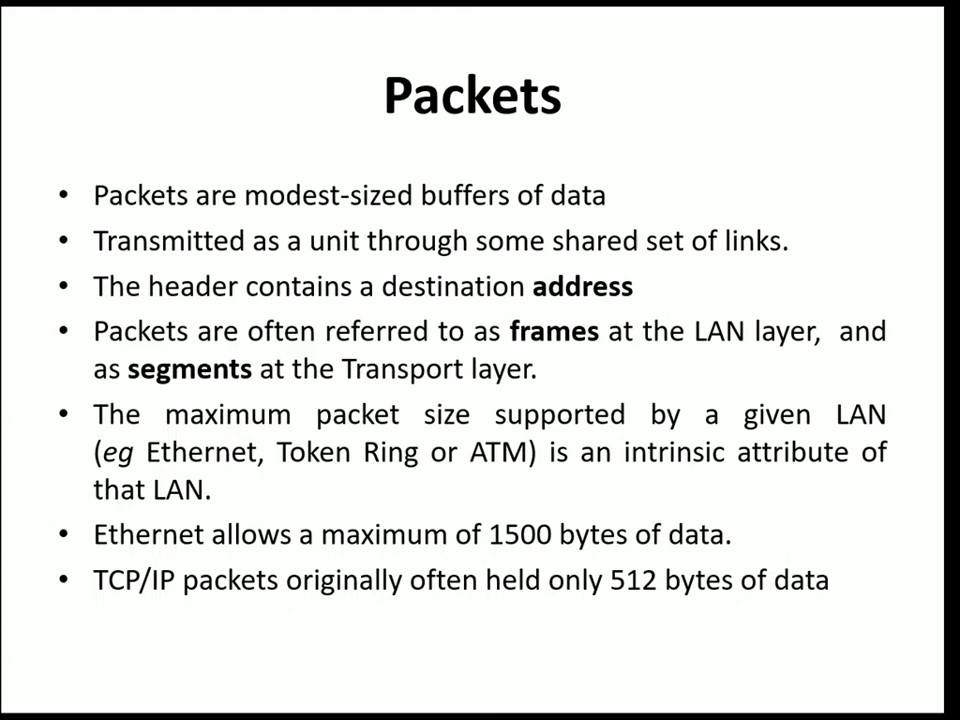 Packets
• Packets are modest-sized buffers of data
• Transmitted as a unit through some shared set of links.
• The header contains a destination address
• Packets are often referred to as frames at the LAN layer, and
as segments at the Transport layer.
• The maximum packet size supported by a given LAN
(eg Ethernet, Token Ring or ATM) is an intrinsic attribute of
that LAN.
• Ethernet allows a maximum of 1500 bytes of data.
• TCP/IP packets originally often held only 512 bytes of data